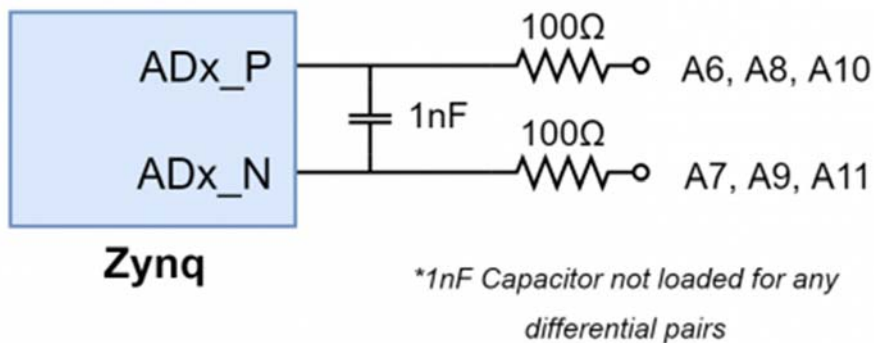 100Ω
ADx_P
A6, A8, A10
1nF
100Ω
ADx_N
A7, A9, A11
Zynq
*1nF Capacitor not loaded for any
differential pairs